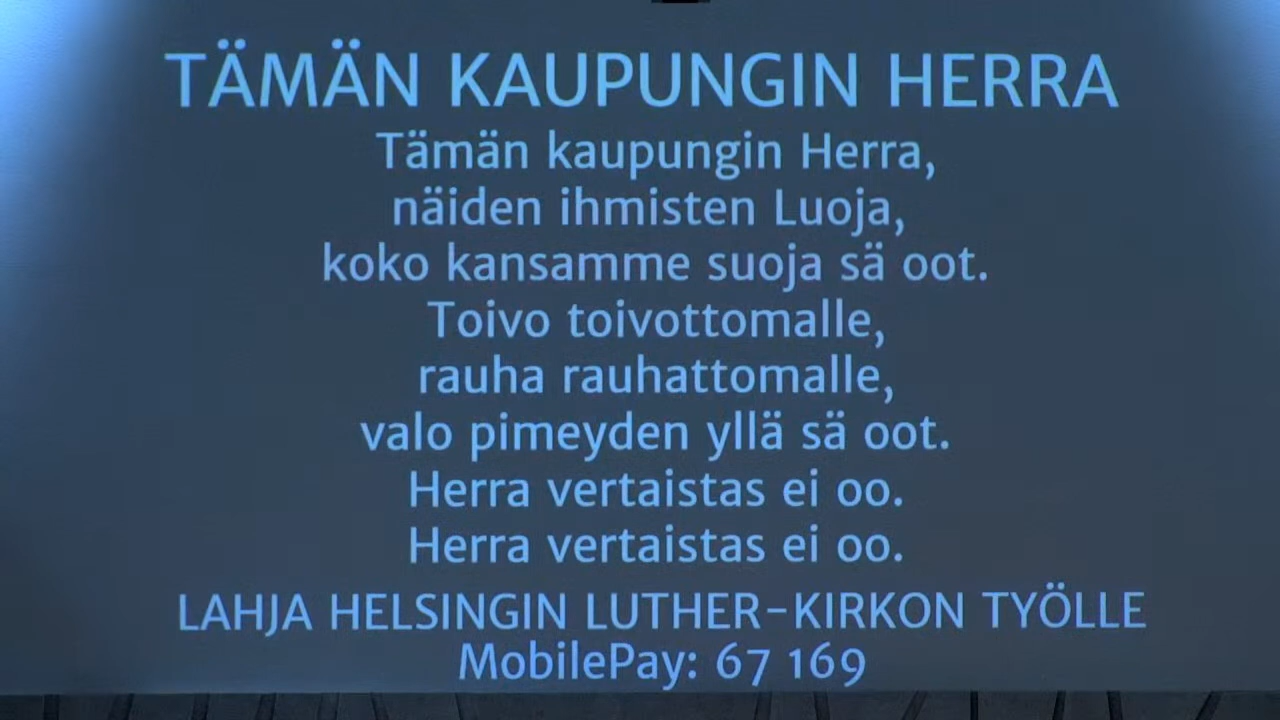 TÄMÄN KAUPUNGIN HERRA
Tämän kaupungin Herra,
näiden ihmisten Luoja,
koko kansamme suoja sä oot.
Toivo toivottomalle,
rauha rauhattomalle,
valo pimeyden yllä sä oot.
Herra vertaistas ei oo.
Herra vertaistas ei oo.
LAHJA HELSINGIN LUTHER-KIRKON TYÖLLE
MobilePay: 67 169